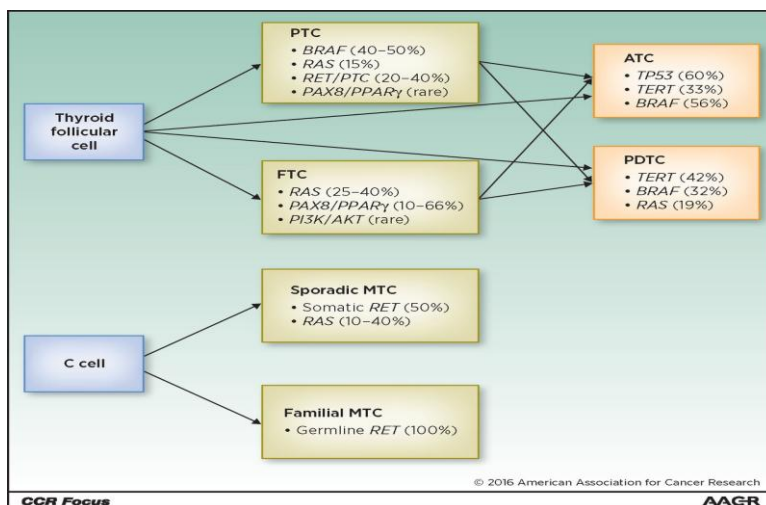 PTC
• BRAF (40–50%)
• RAS (15%)
• RET/PTC (20–40%)
• PAX8/PPARγ (rare)
ATC
• TP53 (60%)
• TERT (33%)
• BRAF (56%)
Thyroid
follicular
cell
PDTC
• TERT (42%)
• BRAF (32%)
• RAS (19%)
FTC
• RAS (25–40%)
• PAX8/PPARγ (10–66%)
• PI3K/AKT (rare)
Sporadic MTC
• Somatic RET (50%)
• RAS (10–40%)
C cell
Familial MTC
• Germline RET (100%)
© 2016 American Association for Cancer Research
CCR Focus
AACR